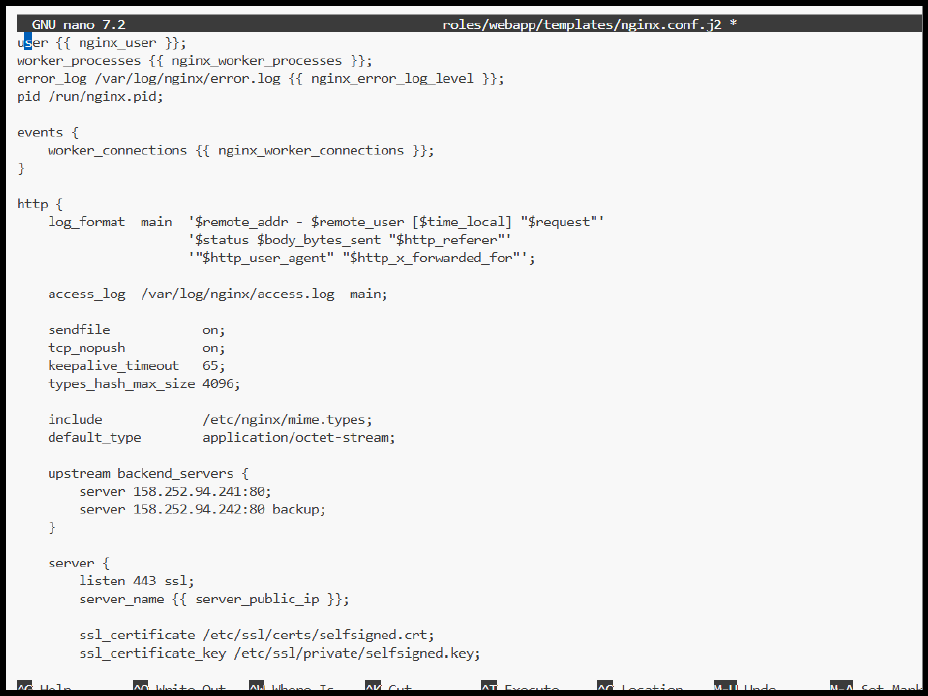 GNU nano 7.2 roles/webapp/templates/nginx.conf.j2 *
user {{ nginx_user }};
worker_processes {{ nginx_worker_processes }};
error_log /var/log/nginx/error.log {{ nginx_error_log_level }};
pid /run/nginx.pid;

events {
    worker_connections {{ nginx_worker_connections }};
}

http {
    log_format  main  '$remote_addr - $remote_user [$time_local] "$request"'
                      '$status $body_bytes_sent "$http_referer"'
                      '"$http_user_agent" "$http_x_forwarded_for"';

    access_log  /var/log/nginx/access.log  main;

    sendfile            on;
    tcp_nopush          on;
    keepalive_timeout   65;
    types_hash_max_size 4096;

    include             /etc/nginx/mime.types;
    default_type        application/octet-stream;

    upstream backend_servers {
        server 158.252.94.241:80;
        server 158.252.94.242:80 backup;
    }

    server {
        listen 443 ssl;
        server_name {{ server_public_ip }};

        ssl_certificate /etc/ssl/certs/selfsigned.crt;
        ssl_certificate_key /etc/ssl/private/selfsigned.key;

^G Help ^O Write Out ^W Where Is ^K Cut ^T Execute ^C Location M-U Undo M-A Set Mark